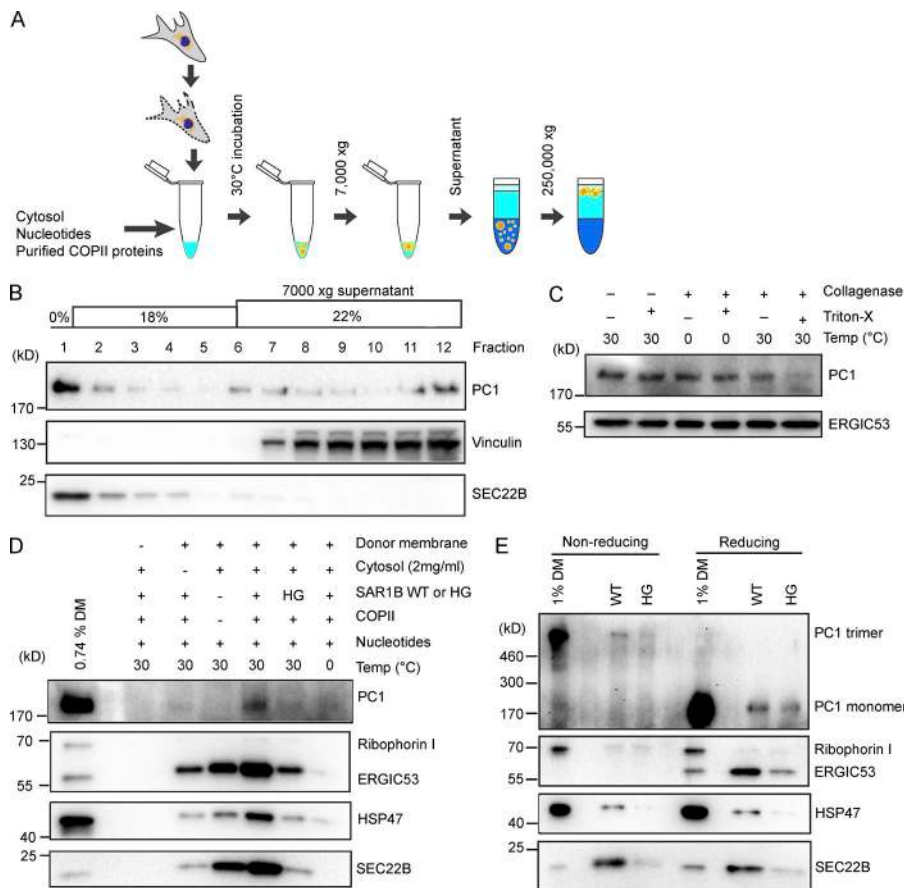 A
Cytosol
Nucleotides
Purified COPII proteins
30°C incubation
7,000 xg
Supernatant
250,000 xg
B
7000 xg supernatant
0% 18% 22%
(kD) 1 2 3 4 5 6 7 8 9 10 11 12 Fraction
170 PC1
130 Vinculin
25 SEC22B
C
– – + + + + Collagenase
– + – + – + Triton-X
30 30 0 0 30 30 Temp (°C)
(kD)
170 PC1
55 ERGIC53
D
- + + + + + Donor membrane
+ - + + + + Cytosol (2mg/ml)
+ + - + HG + SAR1B WT or HG
+ + - + + + COPII
+ + + + + + Nucleotides
30 30 30 30 30 0 Temp (°C)
(kD) 0.74 % DM
170 PC1
70 Ribophorin I
55 ERGIC53
40 HSP47
25 SEC22B
E
Non-reducing Reducing
1% DM WT HG 1% DM WT HG
(kD)
PC1 trimer
460
300
170 PC1 monomer
70 Ribophorin I
55 ERGIC53
40 HSP47
25 SEC22B